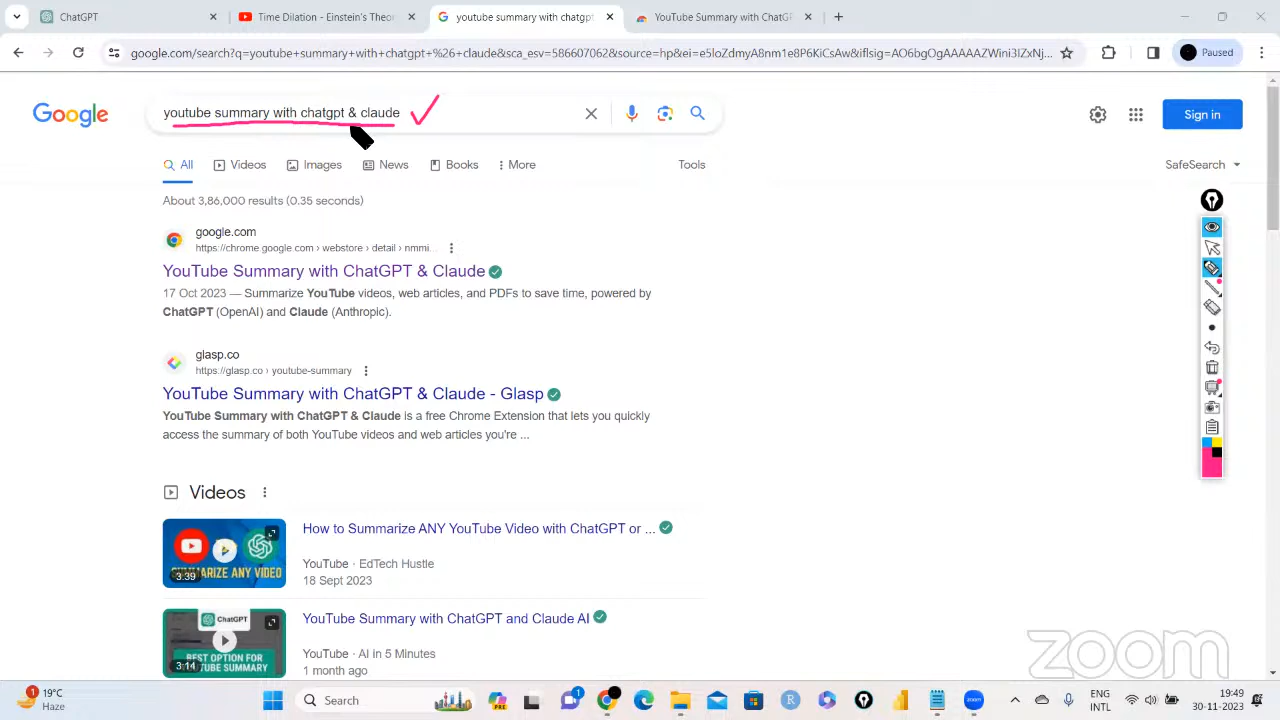 ChatGPT
Time Dilation - Einstein's Theo
youtube summary with chatgpt
YouTube Summary with ChatGP
google.com/search?q=youtube+summary+with+chatgpt+%26+claude&sca_esv=586607062&source=hp&ei=e5loZdmyA8nm1e8P6KiCsAw&iflsig=AO6bgOgAAAAAZWini3IZxNj...
Paused
Google
youtube summary with chatgpt & claude
Sign in
All
Videos
Images
News
Books
More
Tools
SafeSearch
About 3,86,000 results (0.35 seconds)
google.com
https://chrome.google.com › webstore › detail › nmmi...
YouTube Summary with ChatGPT & Claude
17 Oct 2023 — Summarize YouTube videos, web articles, and PDFs to save time, powered by
ChatGPT (OpenAI) and Claude (Anthropic).
glasp.co
https://glasp.co › youtube-summary
YouTube Summary with ChatGPT & Claude - Glasp
YouTube Summary with ChatGPT & Claude is a free Chrome Extension that lets you quickly
access the summary of both YouTube videos and web articles you're ...
Videos
How to Summarize ANY YouTube Video with ChatGPT or ...
YouTube · EdTech Hustle
18 Sept 2023
ARIZE ANY VIDEO
3:39
YouTube Summary with ChatGPT and Claude AI
YouTube · AI in 5 Minutes
1 month ago
ChatGPT
BEST OPTION FOR
YOUTUBE SUMMARY
3:14
zoom
1
19°C
Haze
Search
PRE
1
zoom
ENG
INTL
19:49
30-11-2023